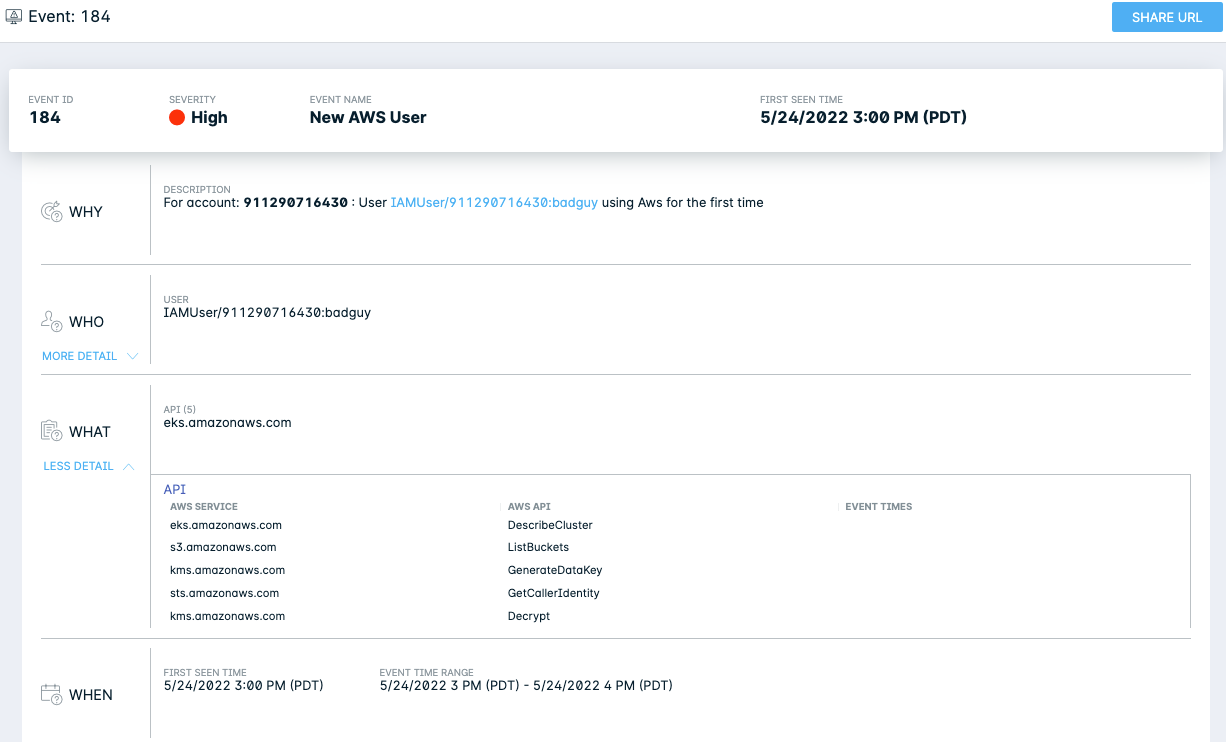 Event: 184
SHARE URL
EVENT ID
184
SEVERITY
High
EVENT NAME
New AWS User
FIRST SEEN TIME
5/24/2022 3:00 PM (PDT)
WHY
DESCRIPTION
For account: 911290716430 : User IAMUser/911290716430:badguy using Aws for the first time
WHO
MORE DETAIL
USER
IAMUser/911290716430:badguy
WHAT
LESS DETAIL
API (5)
eks.amazonaws.com
API
AWS SERVICE AWS API EVENT TIMES
eks.amazonaws.com DescribeCluster
s3.amazonaws.com ListBuckets
kms.amazonaws.com GenerateDataKey
sts.amazonaws.com GetCallerIdentity
kms.amazonaws.com Decrypt
WHEN
FIRST SEEN TIME
5/24/2022 3:00 PM (PDT)
EVENT TIME RANGE
5/24/2022 3 PM (PDT) - 5/24/2022 4 PM (PDT)